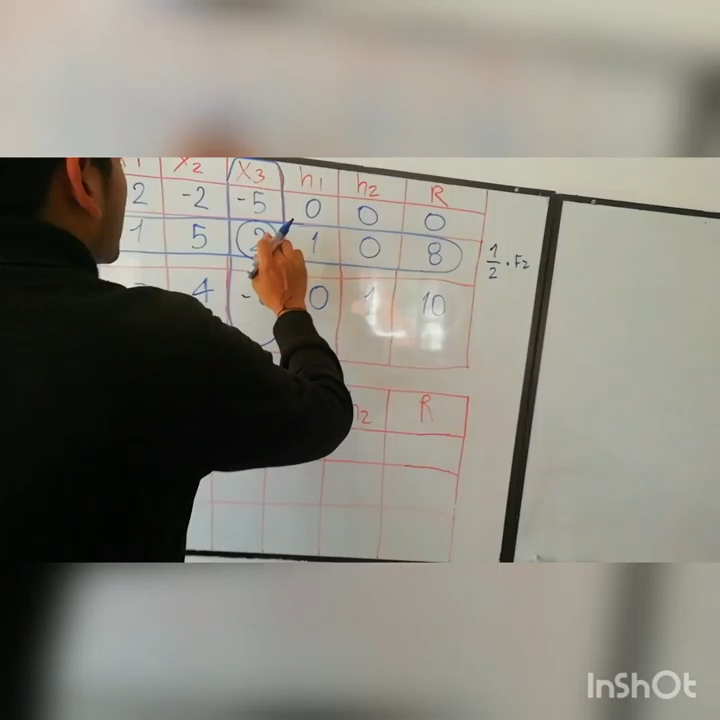 X2 X3 h1 h2 R
2 -2 -5 0 0 0
1 5 2 1 0 8 1/2 · F2
4 - 0 1 10
h2 R
InShOt